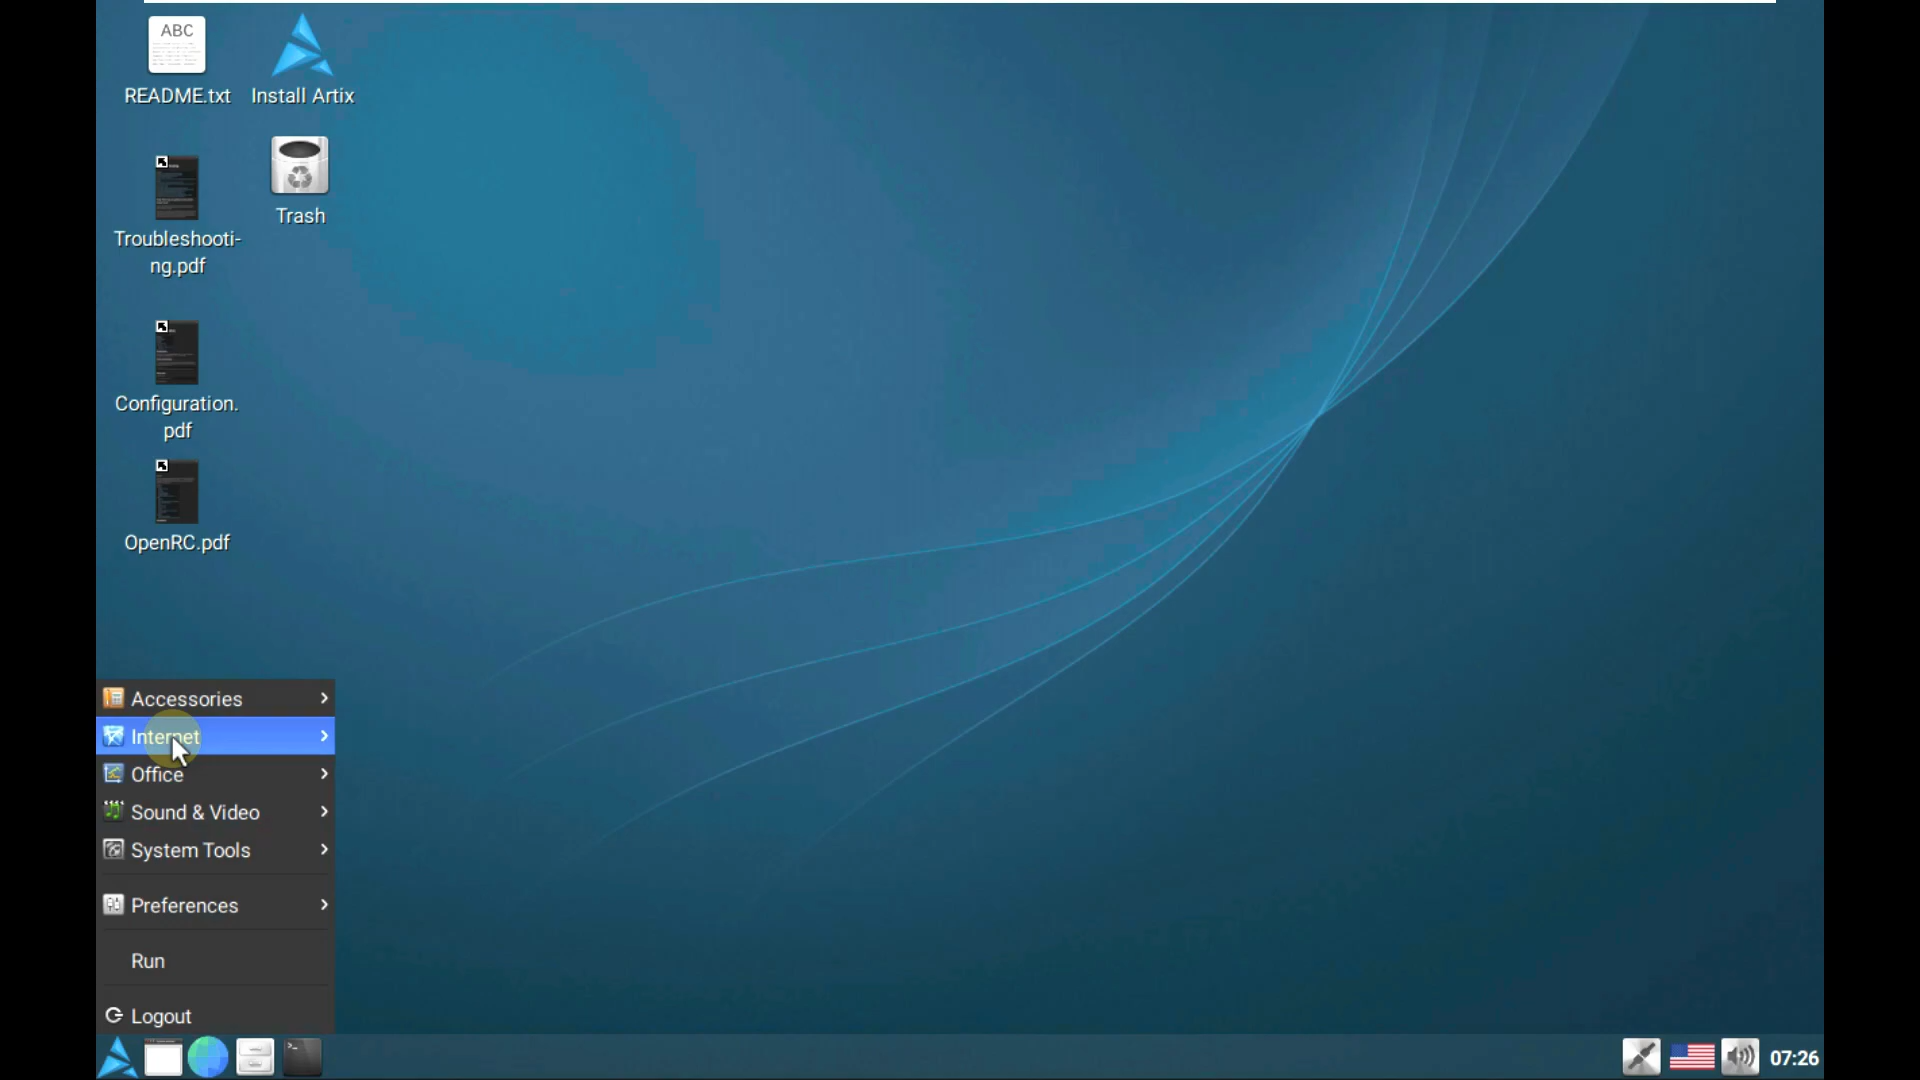 ABC
README.txt
Install Artix
Trash
Troubleshooti-
ng.pdf
Configuration.
pdf
OpenRC.pdf
Accessories
Internet
Office
Sound & Video
System Tools
Preferences
Run
Logout
07:26